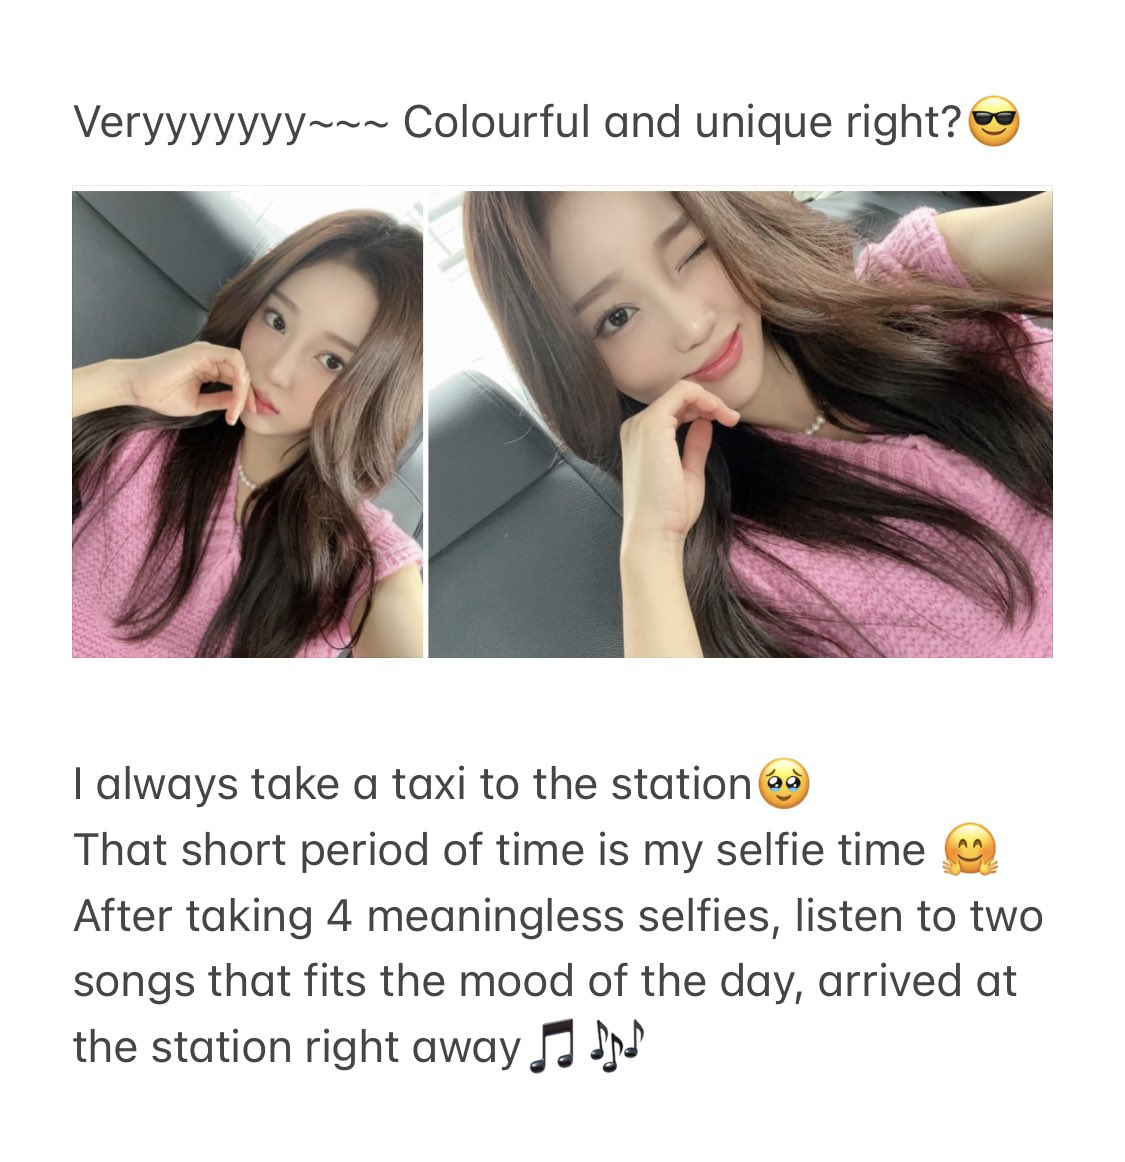 Veryyyyyyy~~~ Colourful and unique right?😎
I always take a taxi to the station🥹
That short period of time is my selfie time 🤗
After taking 4 meaningless selfies, listen to two
songs that fits the mood of the day, arrived at
the station right away🎵 🎶